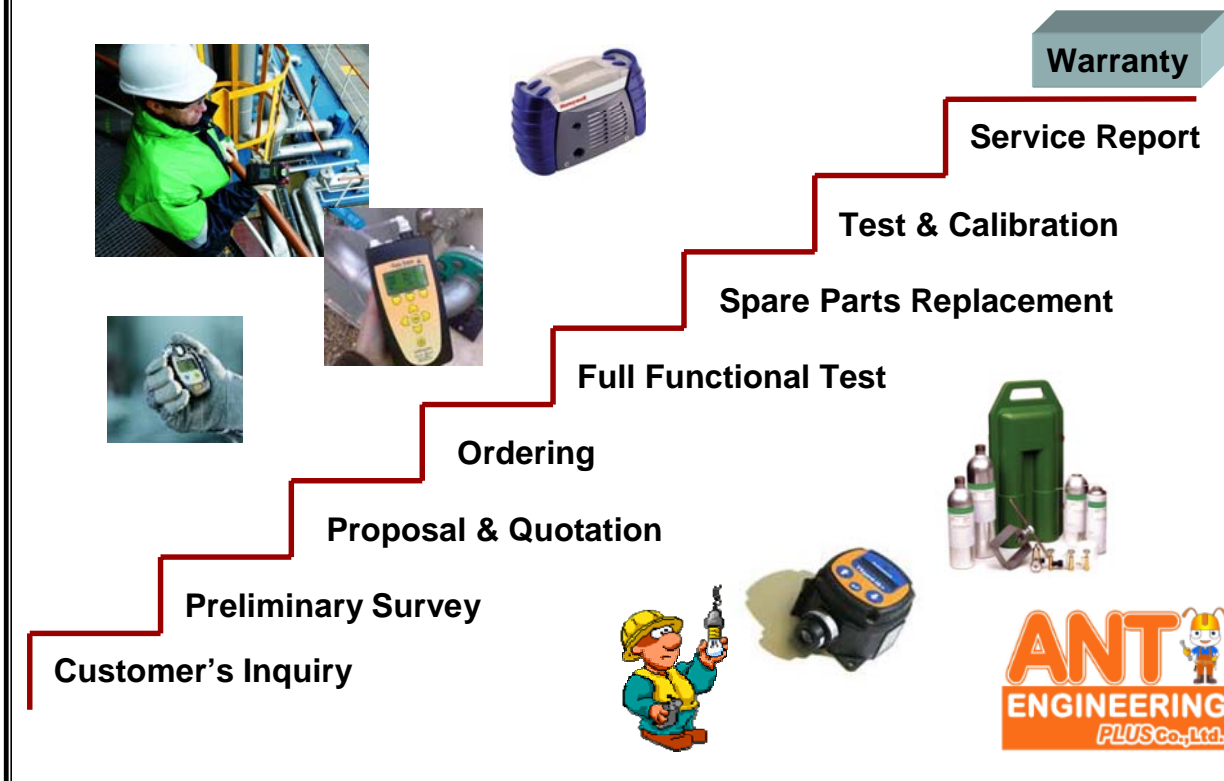 Warranty
Service Report
Test & Calibration
Spare Parts Replacement
Full Functional Test
Ordering
Proposal & Quotation
Preliminary Survey
Customer’s Inquiry
Honeywell
ANT
ENGINEERING
PLUS Co.,Ltd.